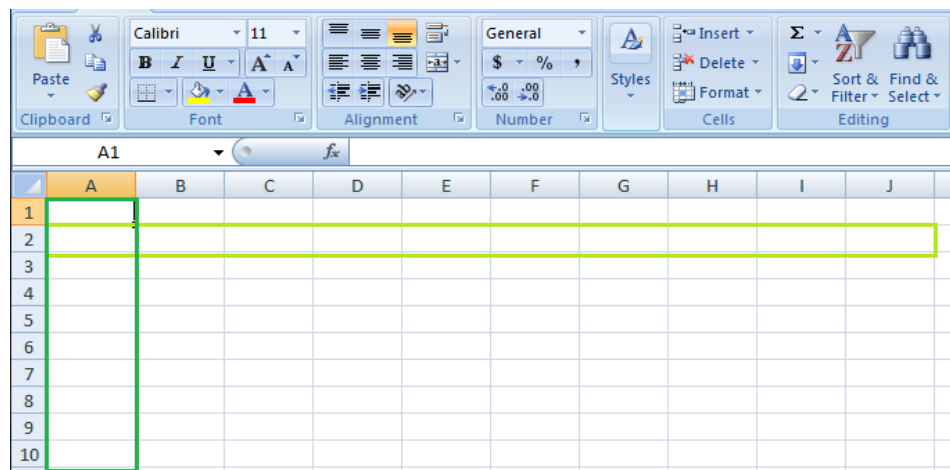 Calibri 11 General Insert Σ
B I U A A $ % , Delete
Paste Styles Sort & Find &
.0 .00 .00 .0 Format Filter Select
Clipboard Font Alignment Number Cells Editing
A1 fx
A B C D E F G H I J
1
2
3
4
5
6
7
8
9
10